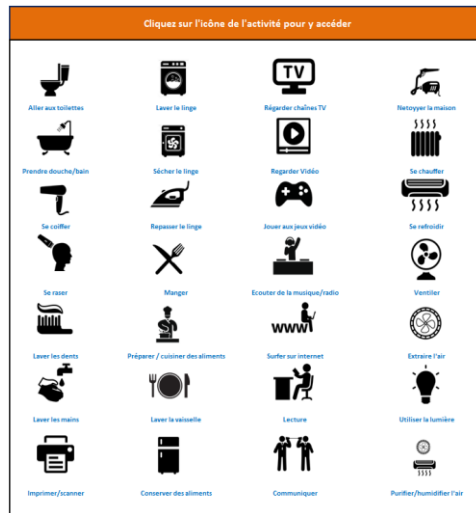 Cliquez sur l'icône de l'activité pour y accéder
TV
Aller aux toilettes
Laver le linge
Régarder chaînes TV
Netoyyer la maison
Prendre douche/bain
Sécher le linge
Regarder Vidéo
Se chauffer
Se coiffer
Repasser le linge
Jouer aux jeux vidéo
Se refroidir
Se raser
Manger
Ecouter de la musique/radio
Ventiler
www
Laver les dents
Préparer / cuisiner des aliments
Surfer sur internet
Extraire l'air
Laver les mains
Laver la vaisselle
Lecture
Utiliser la lumière
Imprimer/scanner
Conserver des aliments
Communiquer
Purifier/humidifier l'air